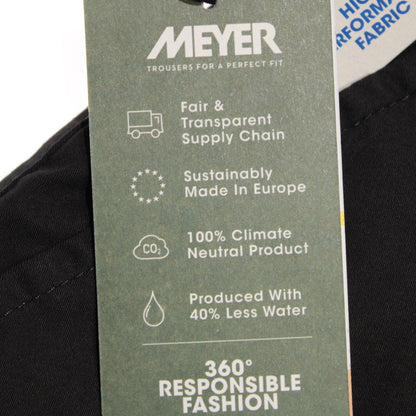 MEYER
TROUSERS FOR A PERFECT FIT
Fair &
Transparent
Supply Chain
Sustainably
Made In Europe
CO₂
100% Climate
Neutral Product
Produced With
40% Less Water
360°
RESPONSIBLE
FASHION
FABRIC